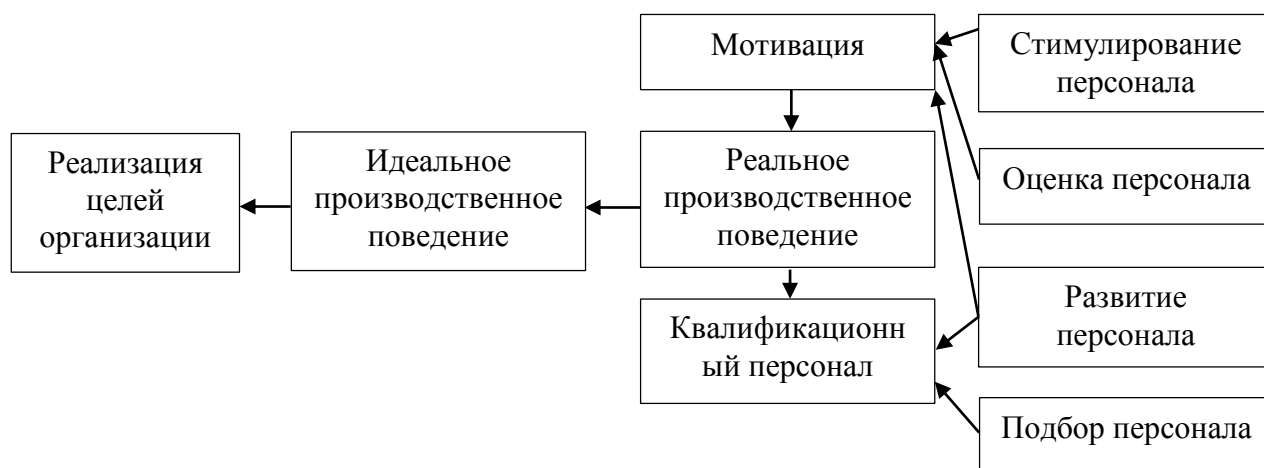 Мотивация
Стимулирование
персонала
Реализация
целей
организации
Идеальное
производственное
поведение
Реальное
производственное
поведение
Оценка персонала
Квалификационн
ый персонал
Развитие
персонала
Подбор персонала